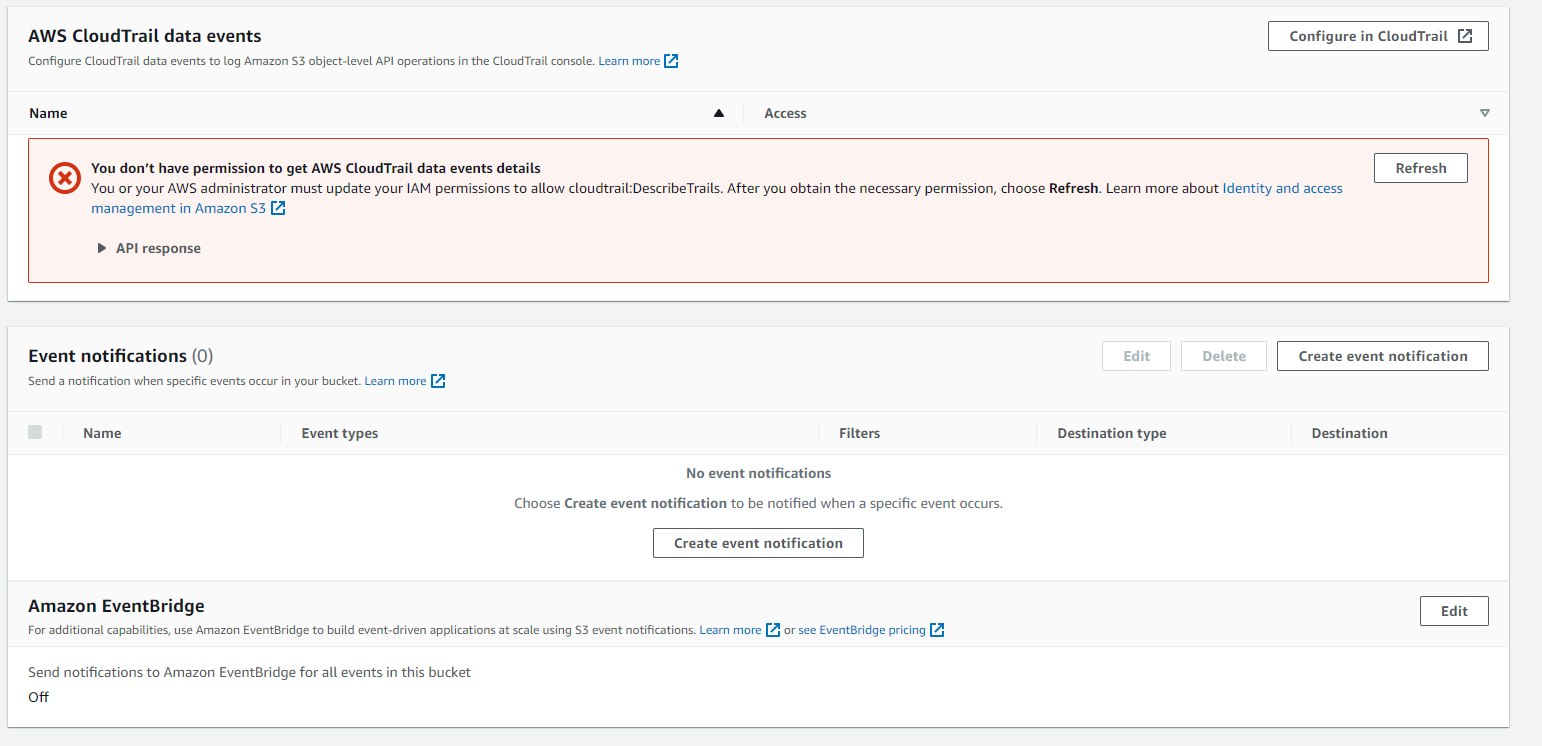 AWS CloudTrail data events
Configure in CloudTrail
Configure CloudTrail data events to log Amazon S3 object-level API operations in the CloudTrail console. Learn more
Name
Access
You don’t have permission to get AWS CloudTrail data events details
Refresh
You or your AWS administrator must update your IAM permissions to allow cloudtrail:DescribeTrails. After you obtain the necessary permission, choose Refresh. Learn more about Identity and access
management in Amazon S3
API response
Event notifications (0)
Edit
Delete
Create event notification
Send a notification when specific events occur in your bucket. Learn more
Name
Event types
Filters
Destination type
Destination
No event notifications
Choose Create event notification to be notified when a specific event occurs.
Create event notification
Amazon EventBridge
Edit
For additional capabilities, use Amazon EventBridge to build event-driven applications at scale using S3 event notifications. Learn more or see EventBridge pricing
Send notifications to Amazon EventBridge for all events in this bucket
Off